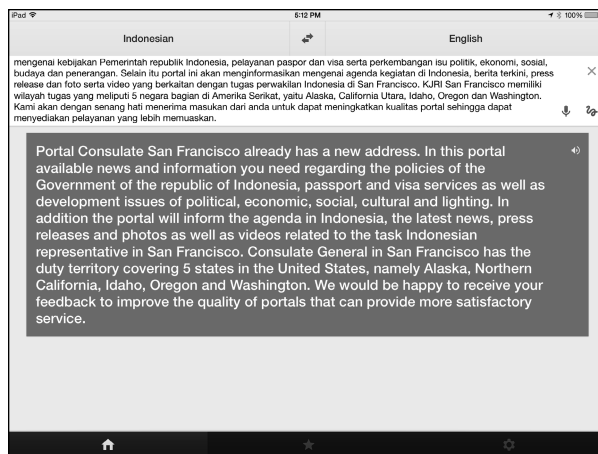 iPad 5:12 PM 100%
Indonesian English
mengenai kebijakan Pemerintah republik Indonesia, pelayanan paspor dan visa serta perkembangan isu politik, ekonomi, sosial,
budaya dan penerangan. Selain itu portal ini akan menginformasikan mengenai agenda kegiatan di Indonesia, berita terkini, press
release dan foto serta video yang berkaitan dengan tugas perwakilan Indonesia di San Francisco. KJRI San Francisco memiliki
wilayah tugas yang meliputi 5 negara bagian di Amerika Serikat, yaitu Alaska, California Utara, Idaho, Oregon dan Washington.
Kami akan dengan senang hati menerima masukan dari anda untuk dapat meningkatkan kualitas portal sehingga dapat
menyediakan pelayanan yang lebih memuaskan.
Portal Consulate San Francisco already has a new address. In this portal
available news and information you need regarding the policies of the
Government of the republic of Indonesia, passport and visa services as well as
development issues of political, economic, social, cultural and lighting. In
addition the portal will inform the agenda in Indonesia, the latest news, press
releases and photos as well as videos related to the task Indonesian
representative in San Francisco. Consulate General in San Francisco has the
duty territory covering 5 states in the United States, namely Alaska, Northern
California, Idaho, Oregon and Washington. We would be happy to receive your
feedback to improve the quality of portals that can provide more satisfactory
service.